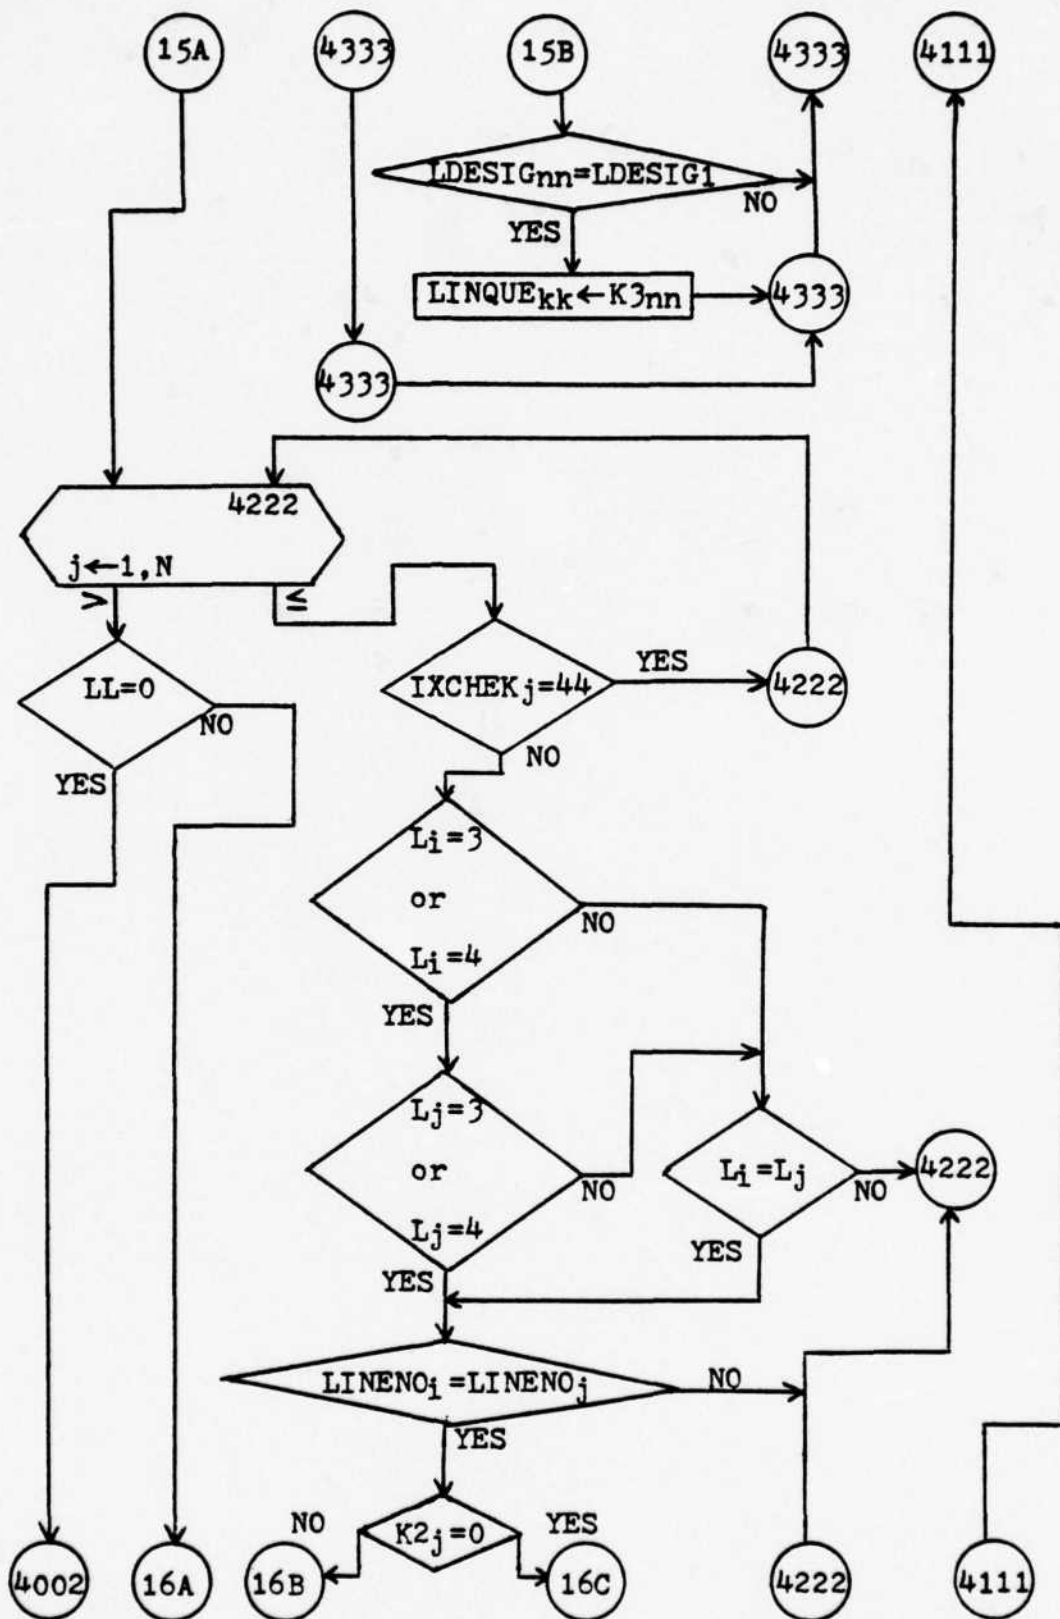 15A
4333
15B
4333
4111
LDESIGnn=LDESIG1
NO
YES
LINQUEkk←K3nn
4333
4333
4222
j←1,N
>
≤
LL=0
NO
YES
IXCHEKj=44
YES
4222
NO
Li=3
or
Li=4
NO
YES
Lj=3
or
Lj=4
NO
YES
Li=Lj
NO
4222
YES
LINENOi=LINENOj
NO
YES
K2j=0
NO
YES
4002
16A
16B
16C
4222
4111